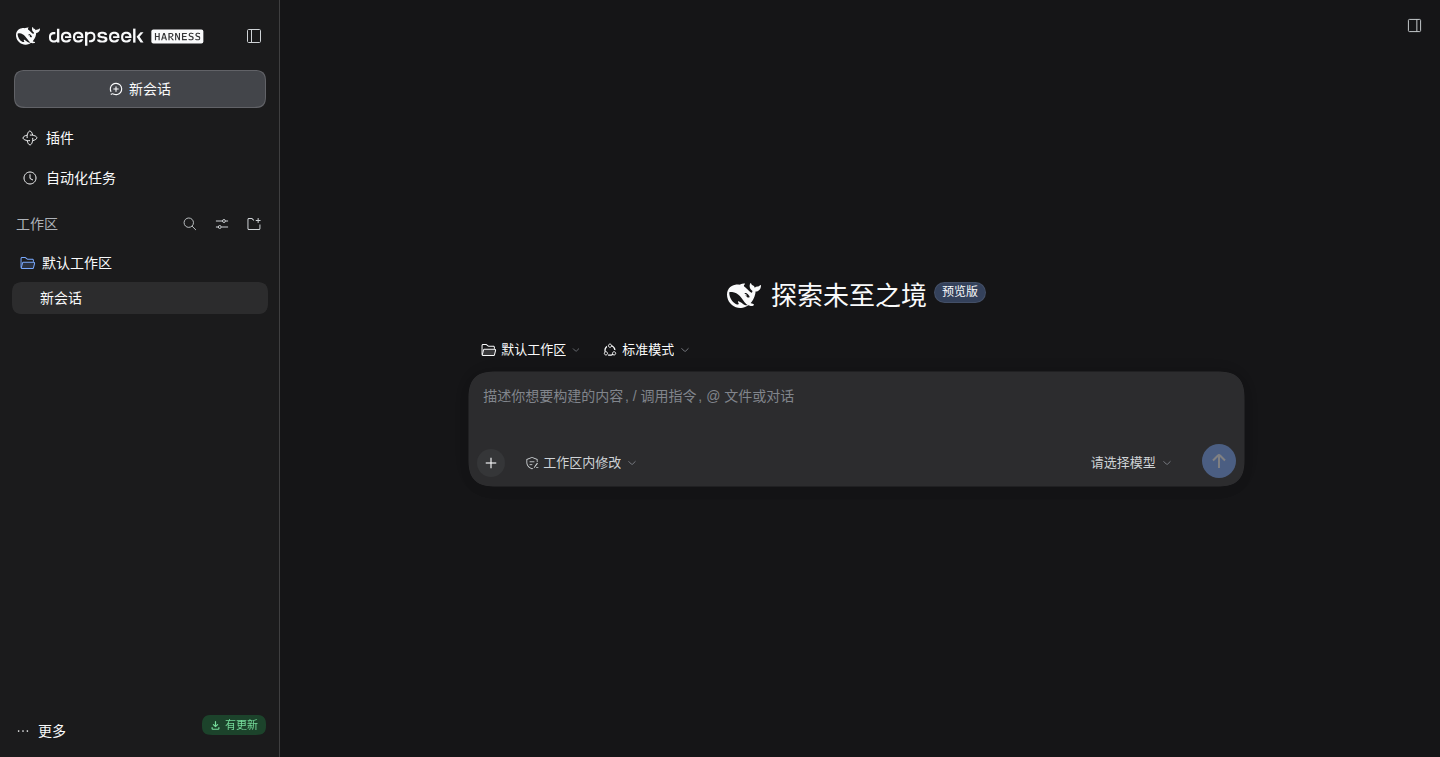 deepseek HARNESS
新会话
插件
自动化任务
工作区
默认工作区
新会话
更多
有更新
探索未至之境 预览版
默认工作区 标准模式
描述你想要构建的内容, / 调用指令, @ 文件或对话
工作区内修改 请选择模型